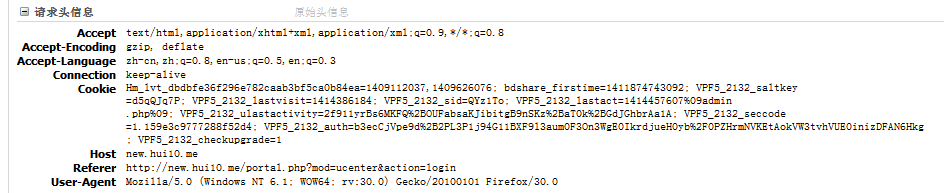 请求头信息 原始头信息
Accept text/html,application/xhtml+xml,application/xml;q=0.9,*/*;q=0.8
Accept-Encoding gzip, deflate
Accept-Language zh-cn,zh;q=0.8,en-us;q=0.5,en;q=0.3
Connection keep-alive
Cookie Hm_lvt_dbdbfe36f296e782caab3bf5ca0b84ea=1409112037,1409626076; bdshare_firstime=1411874743092; VPF5_2132_saltkey
=d5qQJq7P; VPF5_2132_lastvisit=1414386184; VPF5_2132_sid=QYz1To; VPF5_2132_lastact=1414457607%09admin
.php%09; VPF5_2132_ulastactivity=2f911yrBs6MKFQ%2BOUFabsaKJibitgB9nSKz%2BaT0k%2BGdJGhbrAa1A; VPF5_2132_seccode
=1.159e3c9777288f52d4; VPF5_2132_auth=b3ecCjVpe9d%2B2PL3P1j94G11BXF9l3aumOF3On3WgE0IkrdjueH0yb%2FOPZHrmNVKEtAokVW3tvhVUE0inizDFAN6Hkg
; VPF5_2132_checkupgrade=1
Host new.hui10.me
Referer http://new.hui10.me/portal.php?mod=ucenter&action=login
User-Agent Mozilla/5.0 (Windows NT 6.1; WOW64; rv:30.0) Gecko/20100101 Firefox/30.0